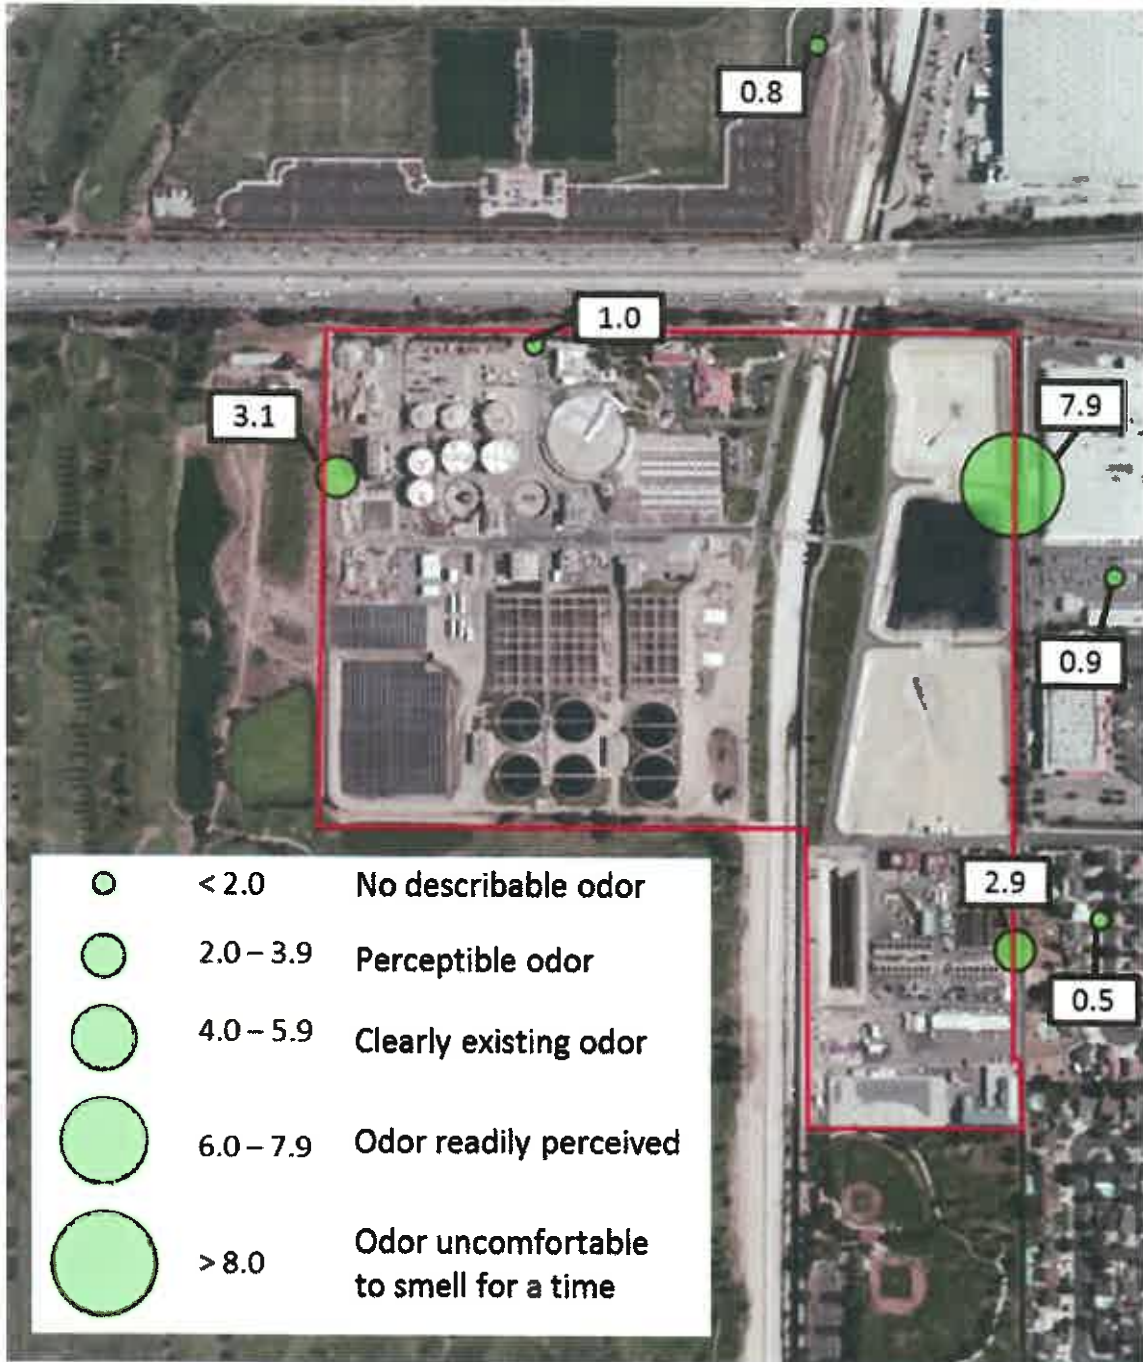 0.8
1.0
3.1
7.9
0.9
2.9
0.5
< 2.0 No describable odor
2.0 – 3.9 Perceptible odor
4.0 – 5.9 Clearly existing odor
6.0 – 7.9 Odor readily perceived
> 8.0 Odor uncomfortable
to smell for a time